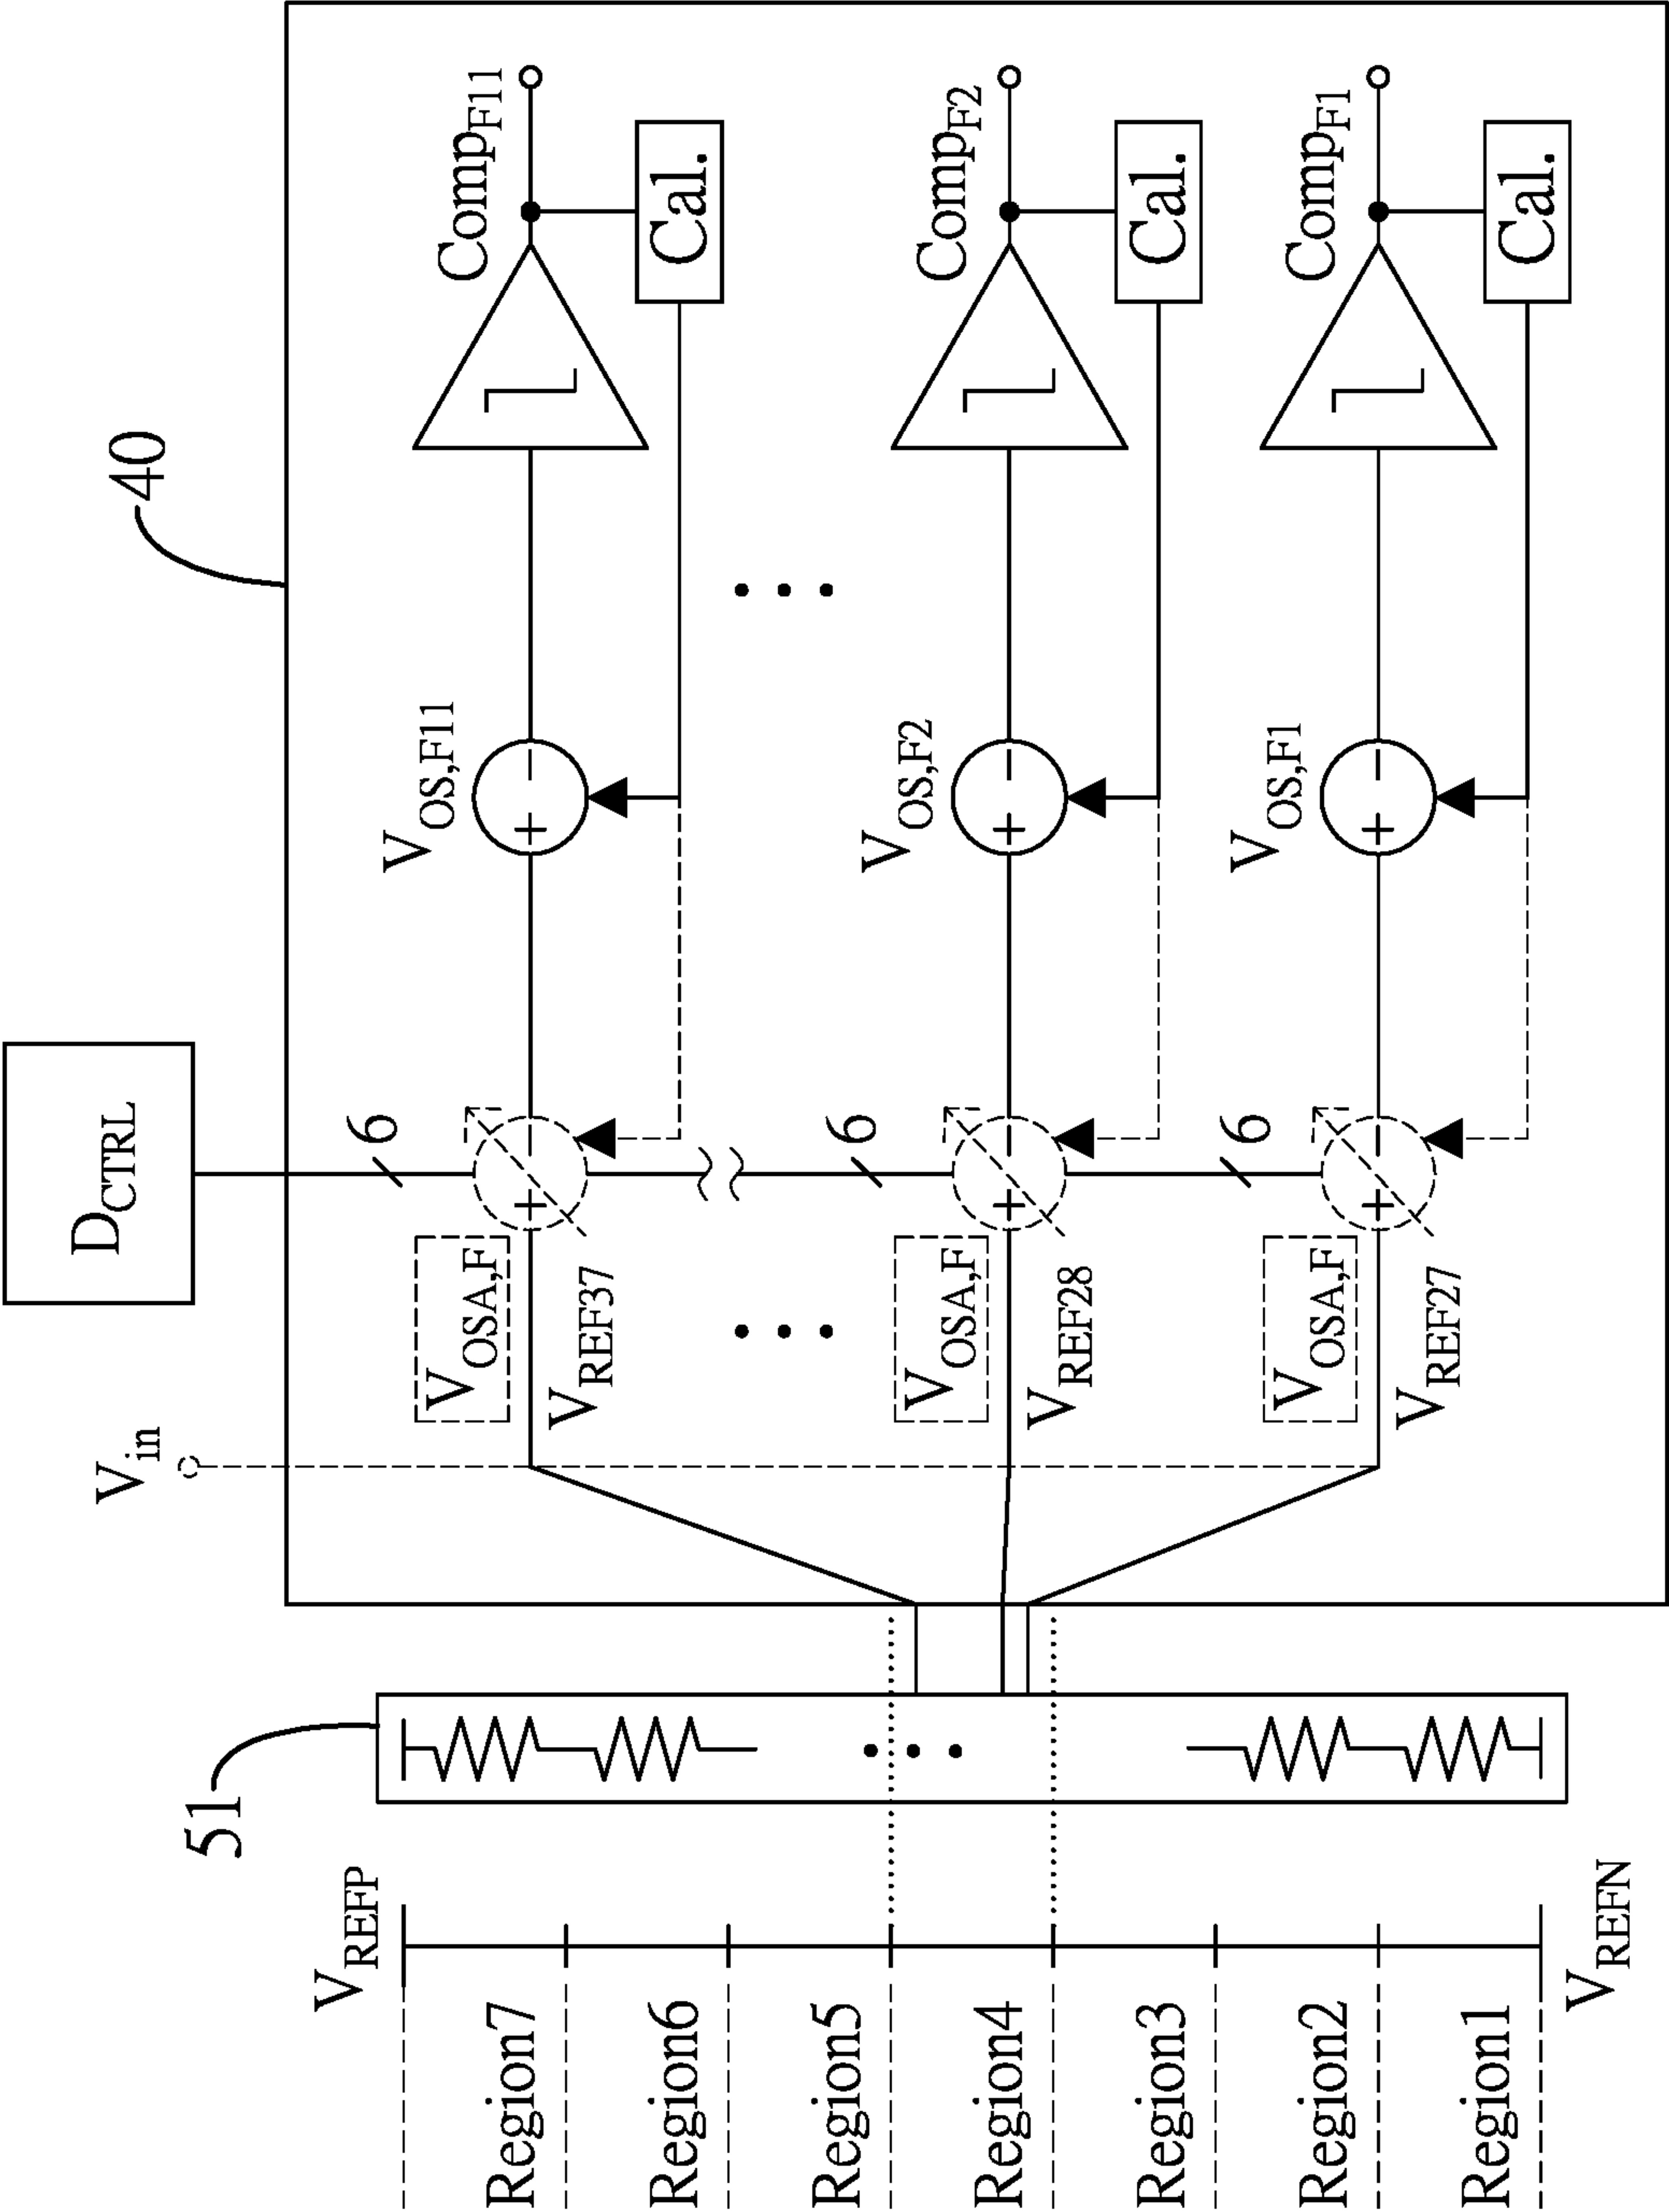 40
D_CTRL
51
V_in
V_REFP
Region7
Region6
Region5
Region4
Region3
Region2
Region1
V_REFN
6
V_OSA,F
V_REF37
V_OS,F11
Comp_F11
Cal.
6
V_OSA,F
V_REF28
V_OS,F2
Comp_F2
Cal.
6
V_OSA,F
V_REF27
V_OS,F1
Comp_F1
Cal.